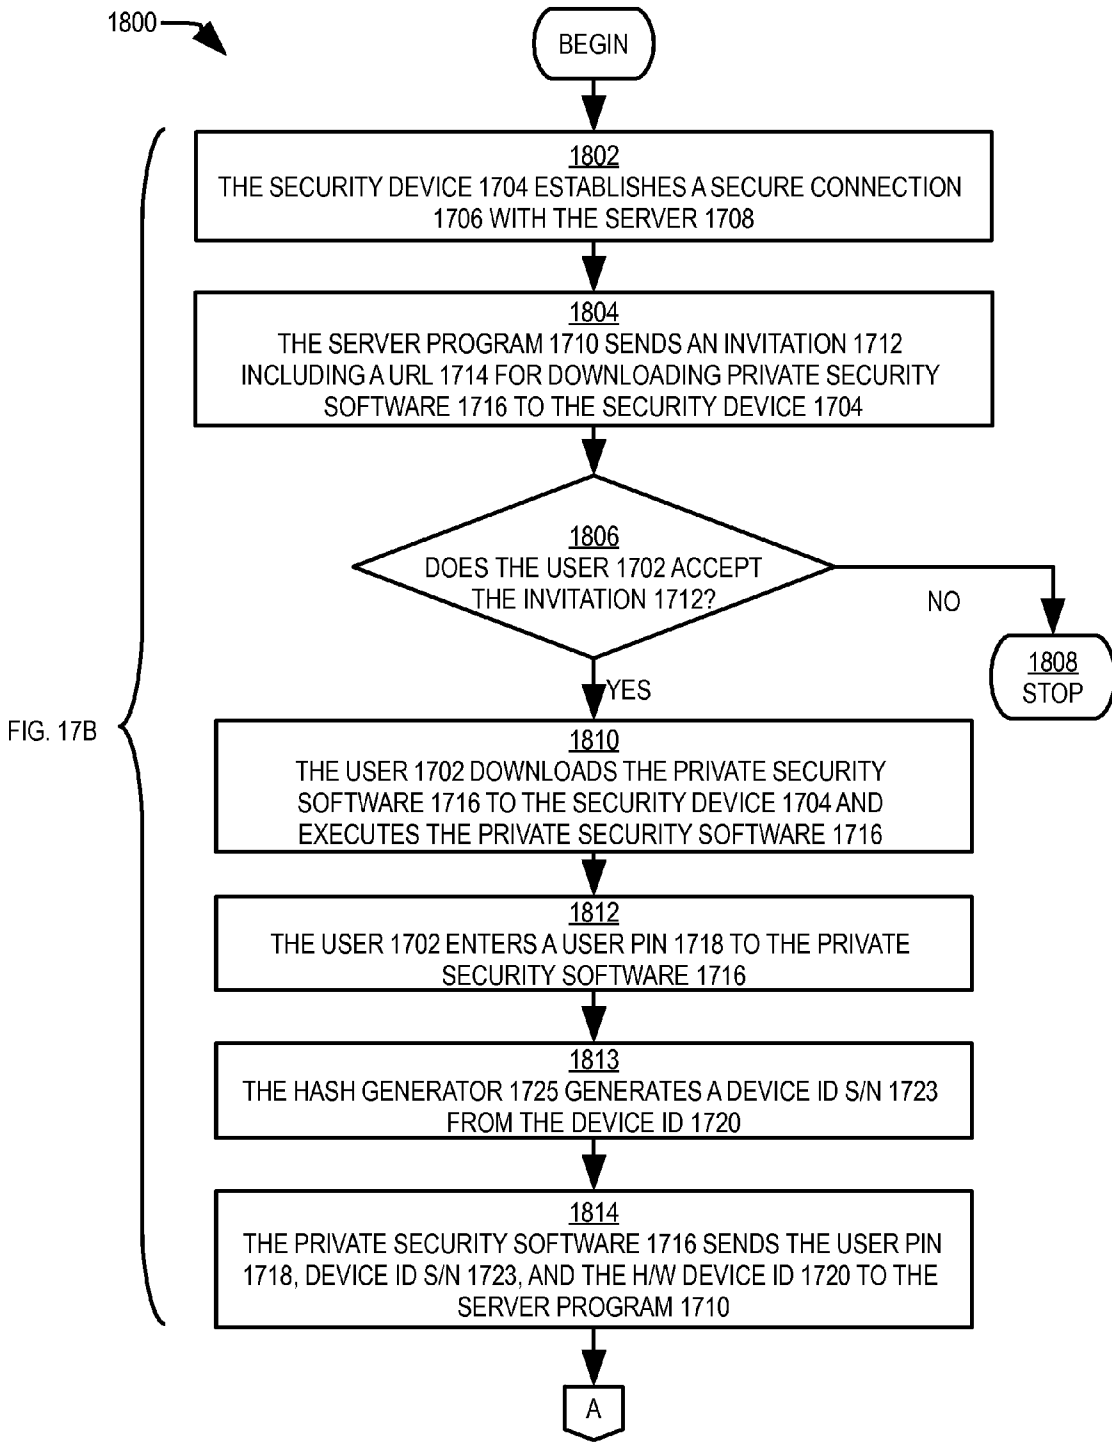 1800
BEGIN
1802
THE SECURITY DEVICE 1704 ESTABLISHES A SECURE CONNECTION
1706 WITH THE SERVER 1708
1804
THE SERVER PROGRAM 1710 SENDS AN INVITATION 1712
INCLUDING A URL 1714 FOR DOWNLOADING PRIVATE SECURITY
SOFTWARE 1716 TO THE SECURITY DEVICE 1704
1806
DOES THE USER 1702 ACCEPT
THE INVITATION 1712?
NO
1808
STOP
YES
FIG. 17B
1810
THE USER 1702 DOWNLOADS THE PRIVATE SECURITY
SOFTWARE 1716 TO THE SECURITY DEVICE 1704 AND
EXECUTES THE PRIVATE SECURITY SOFTWARE 1716
1812
THE USER 1702 ENTERS A USER PIN 1718 TO THE PRIVATE
SECURITY SOFTWARE 1716
1813
THE HASH GENERATOR 1725 GENERATES A DEVICE ID S/N 1723
FROM THE DEVICE ID 1720
1814
THE PRIVATE SECURITY SOFTWARE 1716 SENDS THE USER PIN
1718, DEVICE ID S/N 1723, AND THE H/W DEVICE ID 1720 TO THE
SERVER PROGRAM 1710
A